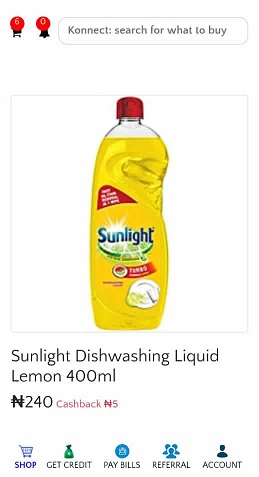 6
0
Konnect: search for what to buy
Sunlight
TURBO
Sunlight Dishwashing Liquid
Lemon 400ml
₦240 Cashback ₦5
SHOP GET CREDIT PAY BILLS REFERRAL ACCOUNT